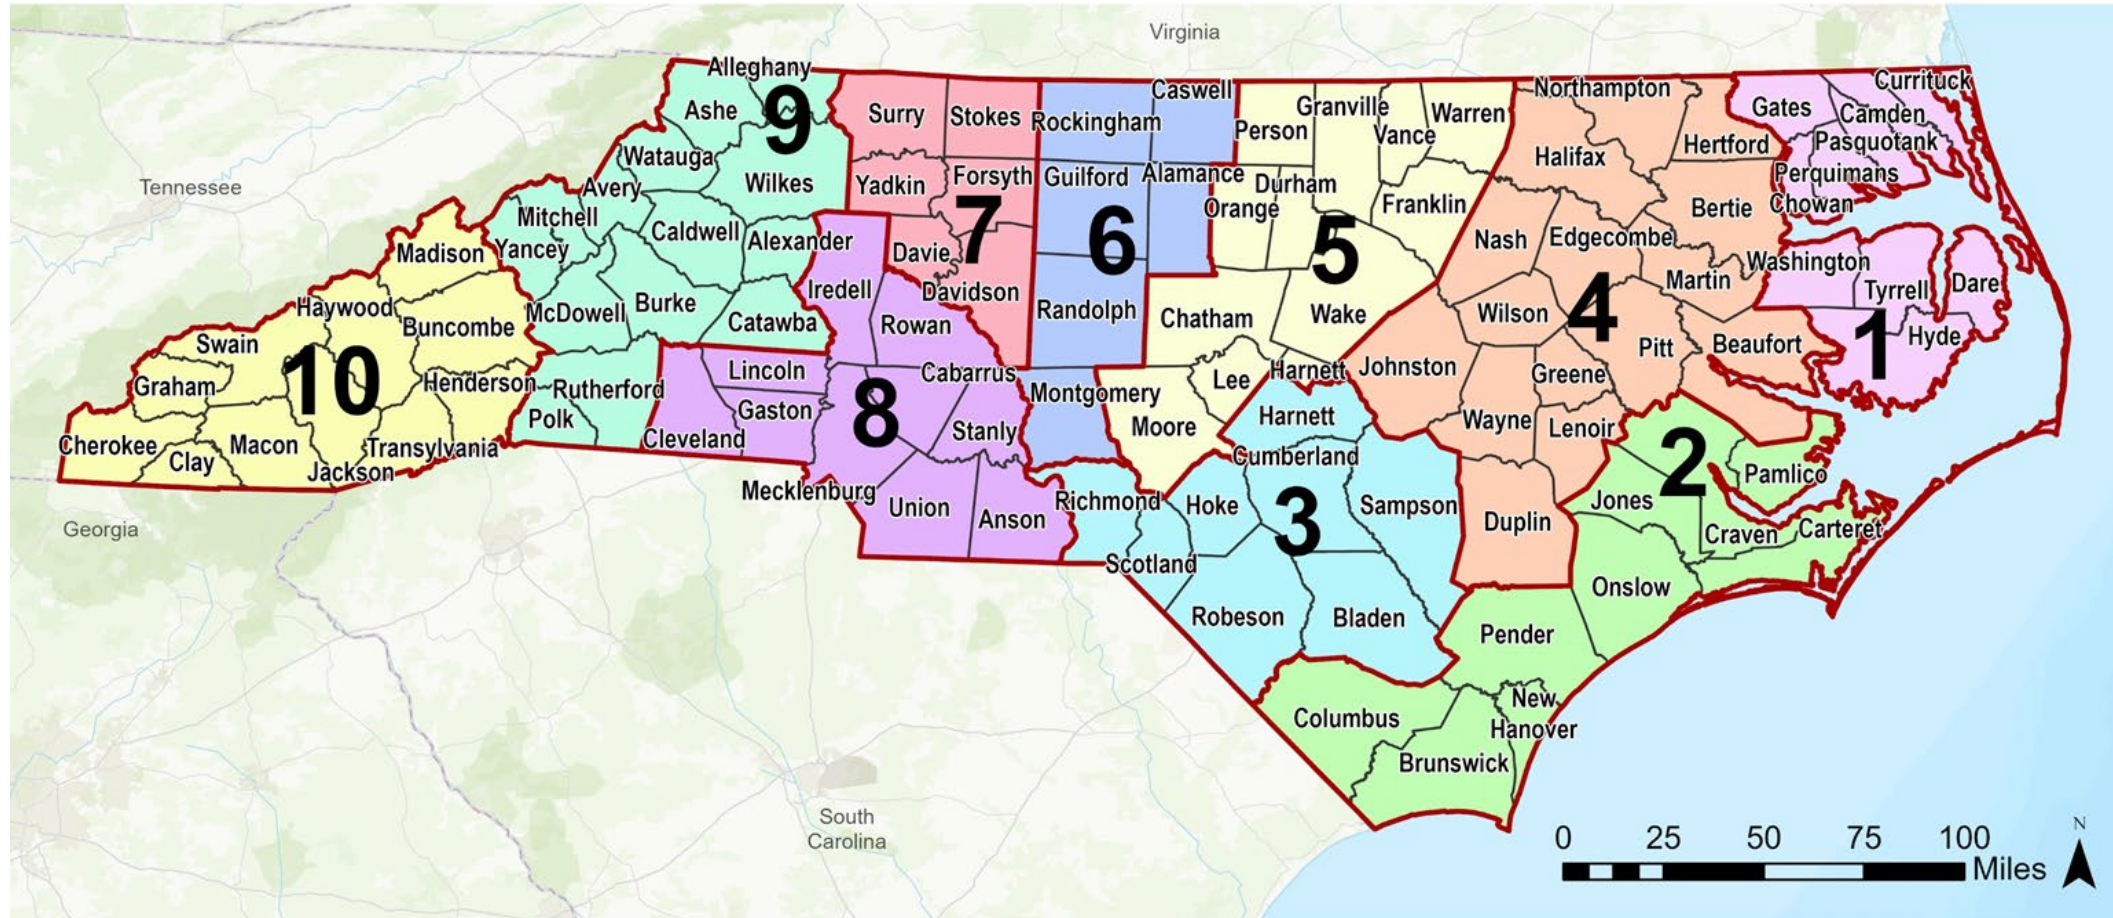 Virginia
Tennessee
Georgia
South
Carolina
Alleghany
Ashe
9
Watauga
Wilkes
Avery
Mitchell
Yancey
Caldwell
Alexander
McDowell
Burke
Catawba
Rutherford
Polk
Madison
Haywood
Buncombe
Swain
10
Graham
Henderson
Cherokee
Clay
Macon
Transylvania
Jackson
Surry
Stokes
Yadkin
Forsyth
7
Davie
Davidson
Iredell
Rowan
Lincoln
Cabarrus
Gaston
8
Cleveland
Stanly
Mecklenburg
Union
Anson
Rockingham
Caswell
Guilford
Alamance
6
Randolph
Montgomery
Person
Granville
Vance
Warren
Durham
Orange
Franklin
5
Chatham
Wake
Lee
Harnett
Moore
Harnett
Cumberland
Richmond
Hoke
3
Sampson
Scotland
Robeson
Bladen
Northampton
Halifax
Hertford
Bertie
Nash
Edgecombe
Martin
Wilson
4
Pitt
Beaufort
Johnston
Greene
Wayne
Lenoir
Duplin
Gates
Currituck
Camden
Pasquotank
Perquimans
Chowan
Washington
Tyrrell
Dare
1
Hyde
2
Pamlico
Jones
Craven
Carteret
Onslow
Pender
New
Hanover
Columbus
Brunswick
0 25 50 75 100
Miles
N